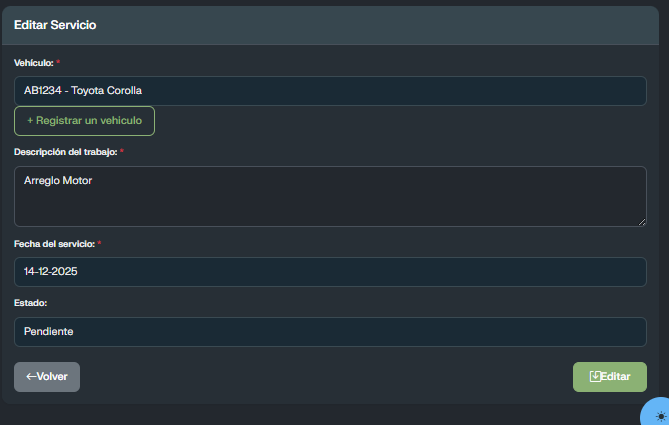 Editar Servicio
Vehículo: *
AB1234 - Toyota Corolla
+ Registrar un vehiculo
Descripción del trabajo: *
Arreglo Motor
Fecha del servicio: *
14-12-2025
Estado:
Pendiente
←Volver
Editar